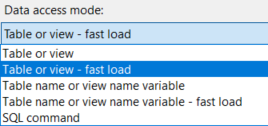 Data access mode:
Table or view - fast load
Table or view
Table or view - fast load
Table name or view name variable
Table name or view name variable - fast load
SQL command